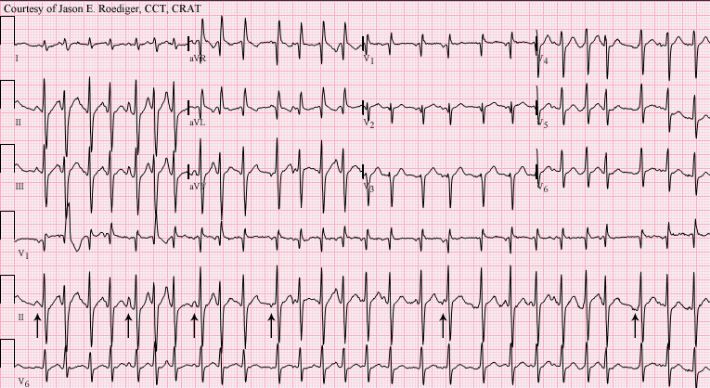 Courtesy of Jason E. Roediger, CCT, CRAT
I aVR V1 V4
II aVL V2 V5
III aVF V3 V6
V1
II
V6